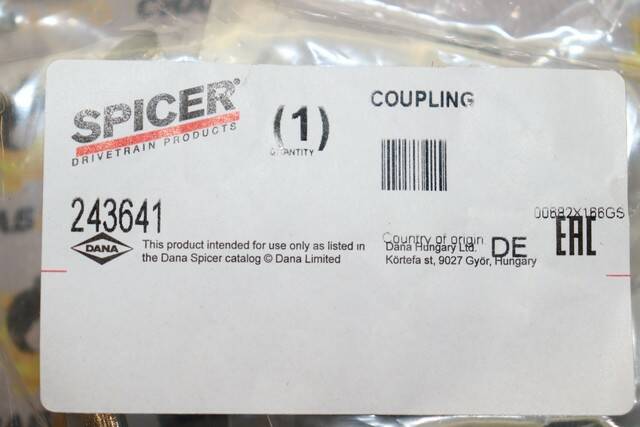 SPICER®
DRIVETRAIN PRODUCTS
(1)
QUANTITY
COUPLING
243641
DANA
This product intended for use only as listed in
the Dana Spicer catalog © Dana Limited
Country of origin DE
Dana Hungary Ltd.
Körtefa st, 9027 Győr, Hungary
00882X186GS
EAC